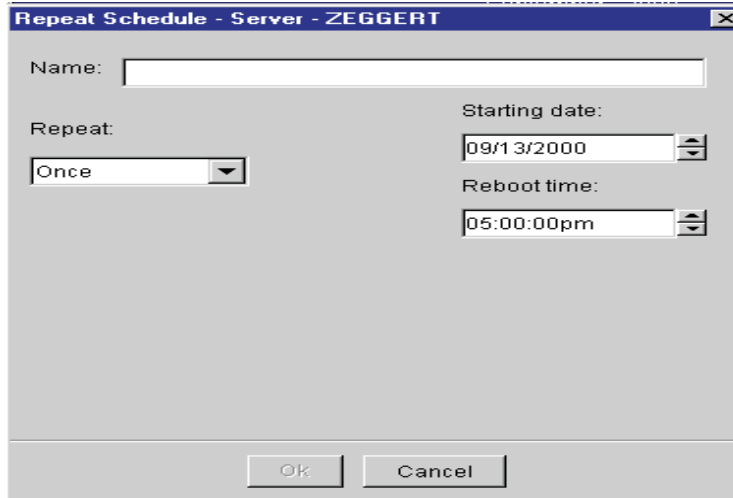 Repeat Schedule - Server - ZEGGERT
Name:
Starting date:
Repeat:
09/13/2000
Once
Reboot time:
05:00:00pm
Ok
Cancel